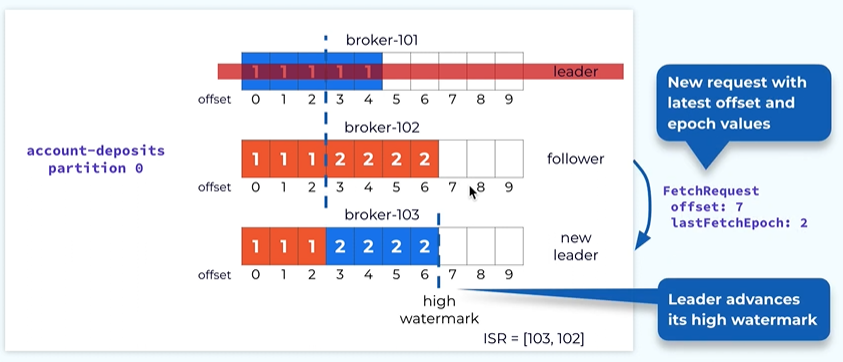 broker-101
1 1 1 1 1
leader
offset 0 1 2 3 4 5 6 7 8 9
account-deposits
partition 0
broker-102
1 1 1 2 2 2 2
follower
offset 0 1 2 3 4 5 6 7 8 9
broker-103
1 1 1 2 2 2 2
new
leader
offset 0 1 2 3 4 5 6 7 8 9
high
watermark
ISR = [103, 102]
New request with
latest offset and
epoch values
FetchRequest
offset: 7
lastFetchEpoch: 2
Leader advances
its high watermark